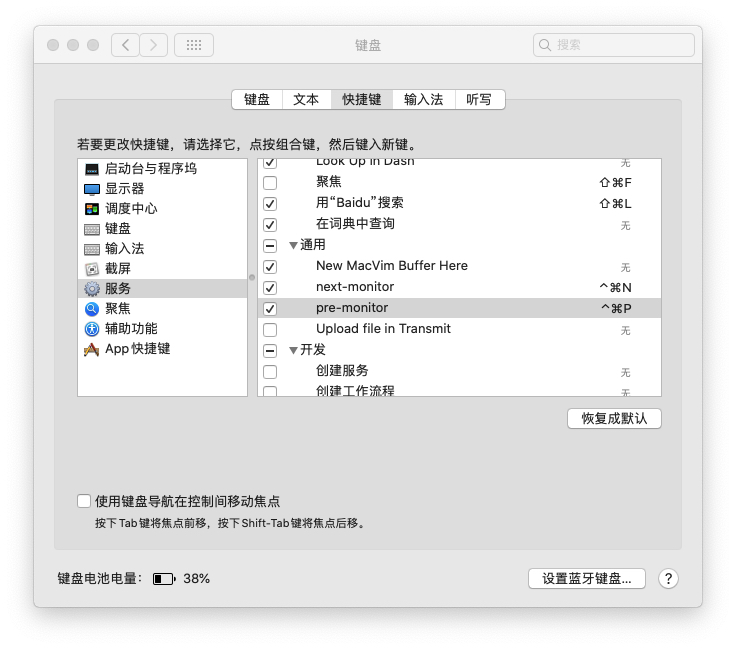 键盘
搜索
键盘 文本 快捷键 输入法 听写
若要更改快捷键，请选择它，点按组合键，然后键入新键。
启动台与程序坞
显示器
调度中心
键盘
输入法
截屏
服务
聚焦
辅助功能
App 快捷键
Look Up in Dash 无
聚焦 ⇧⌘F
用“Baidu”搜索 ⇧⌘L
在词典中查询 无
▼通用
New MacVim Buffer Here 无
next-monitor ^⌘N
pre-monitor ^⌘P
Upload file in Transmit 无
▼开发
创建服务 无
创建工作流程 无
恢复成默认
使用键盘导航在控制间移动焦点
按下 Tab 键将焦点前移，按下 Shift-Tab 键将焦点后移。
键盘电池电量： 38%
设置蓝牙键盘... ?